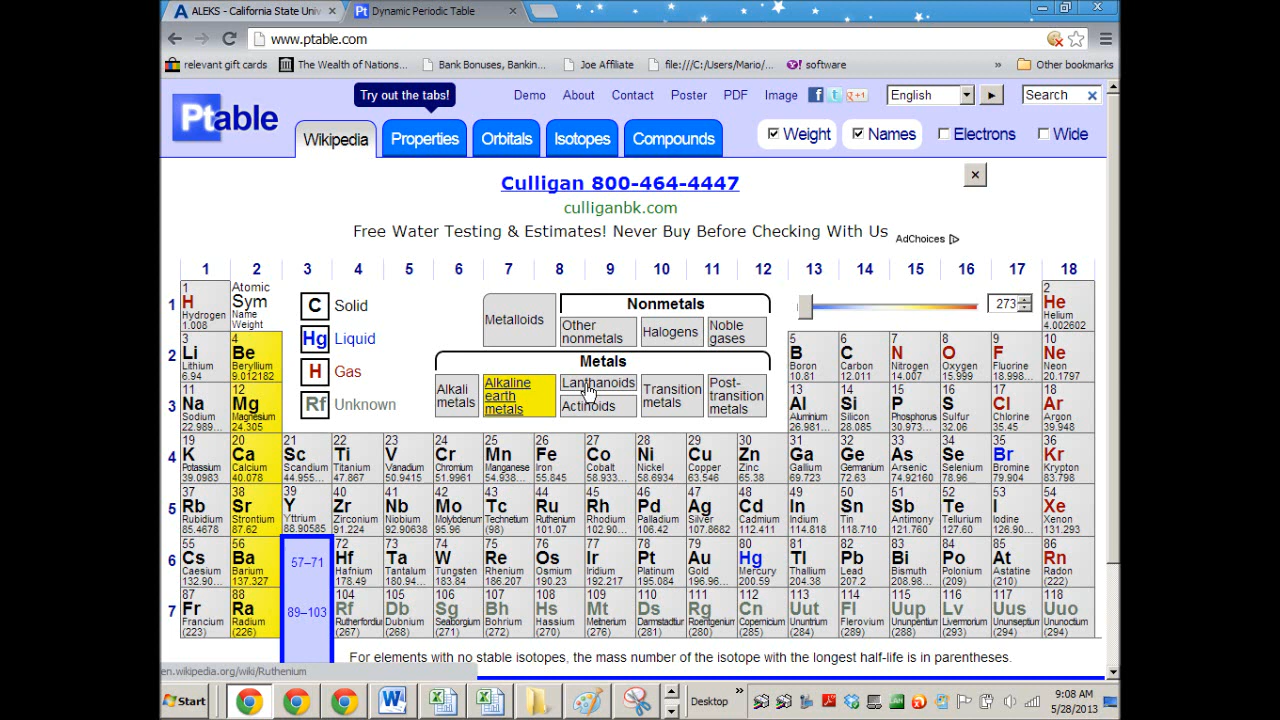 ALEKS - California State Univ
Dynamic Periodic Table
www.ptable.com
relevant gift cards
The Wealth of Nations...
Bank Bonuses, Bankin...
Joe Affiliate
file:///C:/Users/Mario/...
software
»
Other bookmarks
Ptable
Try out the tabs!
Demo About Contact Poster PDF Image
English
Search
Wikipedia Properties Orbitals Isotopes Compounds
Weight Names Electrons Wide
Culligan 800-464-4447
culliganbk.com
Free Water Testing & Estimates! Never Buy Before Checking With Us
AdChoices
1 2 3 4 5 6 7 8 9 10 11 12 13 14 15 16 17 18
1
1 H Hydrogen 1.008
Atomic Sym Name Weight
C Solid
Hg Liquid
H Gas
Rf Unknown
Metalloids
Nonmetals
Other nonmetals
Halogens
Noble gases
Metals
Alkali metals
Alkaline earth metals
Lanthanoids
Actinoids
Transition metals
Post-transition metals
273
2 He Helium 4.002602
2
3 Li Lithium 6.94
4 Be Beryllium 9.012182
5 B Boron 10.81
6 C Carbon 12.011
7 N Nitrogen 14.007
8 O Oxygen 15.999
9 F Fluorine 18.998...
10 Ne Neon 20.1797
3
11 Na Sodium 22.989...
12 Mg Magnesium 24.305
13 Al Aluminium 26.981...
14 Si Silicon 28.085
15 P Phosphorus 30.973...
16 S Sulfur 32.06
17 Cl Chlorine 35.45
18 Ar Argon 39.948
4
19 K Potassium 39.0983
20 Ca Calcium 40.078
21 Sc Scandium 44.955...
22 Ti Titanium 47.867
23 V Vanadium 50.9415
24 Cr Chromium 51.9961
25 Mn Manganese 54.938...
26 Fe Iron 55.845
27 Co Cobalt 58.933...
28 Ni Nickel 58.6934
29 Cu Copper 63.546
30 Zn Zinc 65.38
31 Ga Gallium 69.723
32 Ge Germanium 72.63
33 As Arsenic 74.92160
34 Se Selenium 78.96
35 Br Bromine 79.904
36 Kr Krypton 83.798
5
37 Rb Rubidium 85.4678
38 Sr Strontium 87.62
39 Y Yttrium 88.90585
40 Zr Zirconium 91.224
41 Nb Niobium 92.90638
42 Mo Molybdenum 95.96
43 Tc Technetium (98)
44 Ru Ruthenium 101.07
45 Rh Rhodium 102.90...
46 Pd Palladium 106.42
47 Ag Silver 107.8682
48 Cd Cadmium 112.411
49 In Indium 114.818
50 Sn Tin 118.710
51 Sb Antimony 121.760
52 Te Tellurium 127.60
53 I Iodine 126.90...
54 Xe Xenon 131.293
6
55 Cs Caesium 132.90...
56 Ba Barium 137.327
57–71
72 Hf Hafnium 178.49
73 Ta Tantalum 180.94...
74 W Tungsten 183.84
75 Re Rhenium 186.207
76 Os Osmium 190.23
77 Ir Iridium 192.217
78 Pt Platinum 195.084
79 Au Gold 196.96...
80 Hg Mercury 200.59
81 Tl Thallium 204.38
82 Pb Lead 207.2
83 Bi Bismuth 208.98...
84 Po Polonium (209)
85 At Astatine (210)
86 Rn Radon (222)
7
87 Fr Francium (223)
88 Ra Radium (226)
89–103
104 Rf Rutherfordiu (267)
105 Db Dubnium (268)
106 Sg Seaborgium (271)
107 Bh Bohrium (272)
108 Hs Hassium (270)
109 Mt Meitnerium (276)
110 Ds Darmstadtiur (281)
111 Rg Roentgenium (280)
112 Cn Copernicium (285)
113 Uut Ununtrium (284)
114 Fl Flerovium (289)
115 Uup Ununpentium (288)
116 Lv Livermorium (293)
117 Uus Ununseptium (294)
118 Uuo Ununoctium (294)
For elements with no stable isotopes, the mass number of the isotope with the longest half-life is in parentheses.
en.wikipedia.org/wiki/Ruthenium
Start
Desktop
»
9:08 AM
5/28/2013